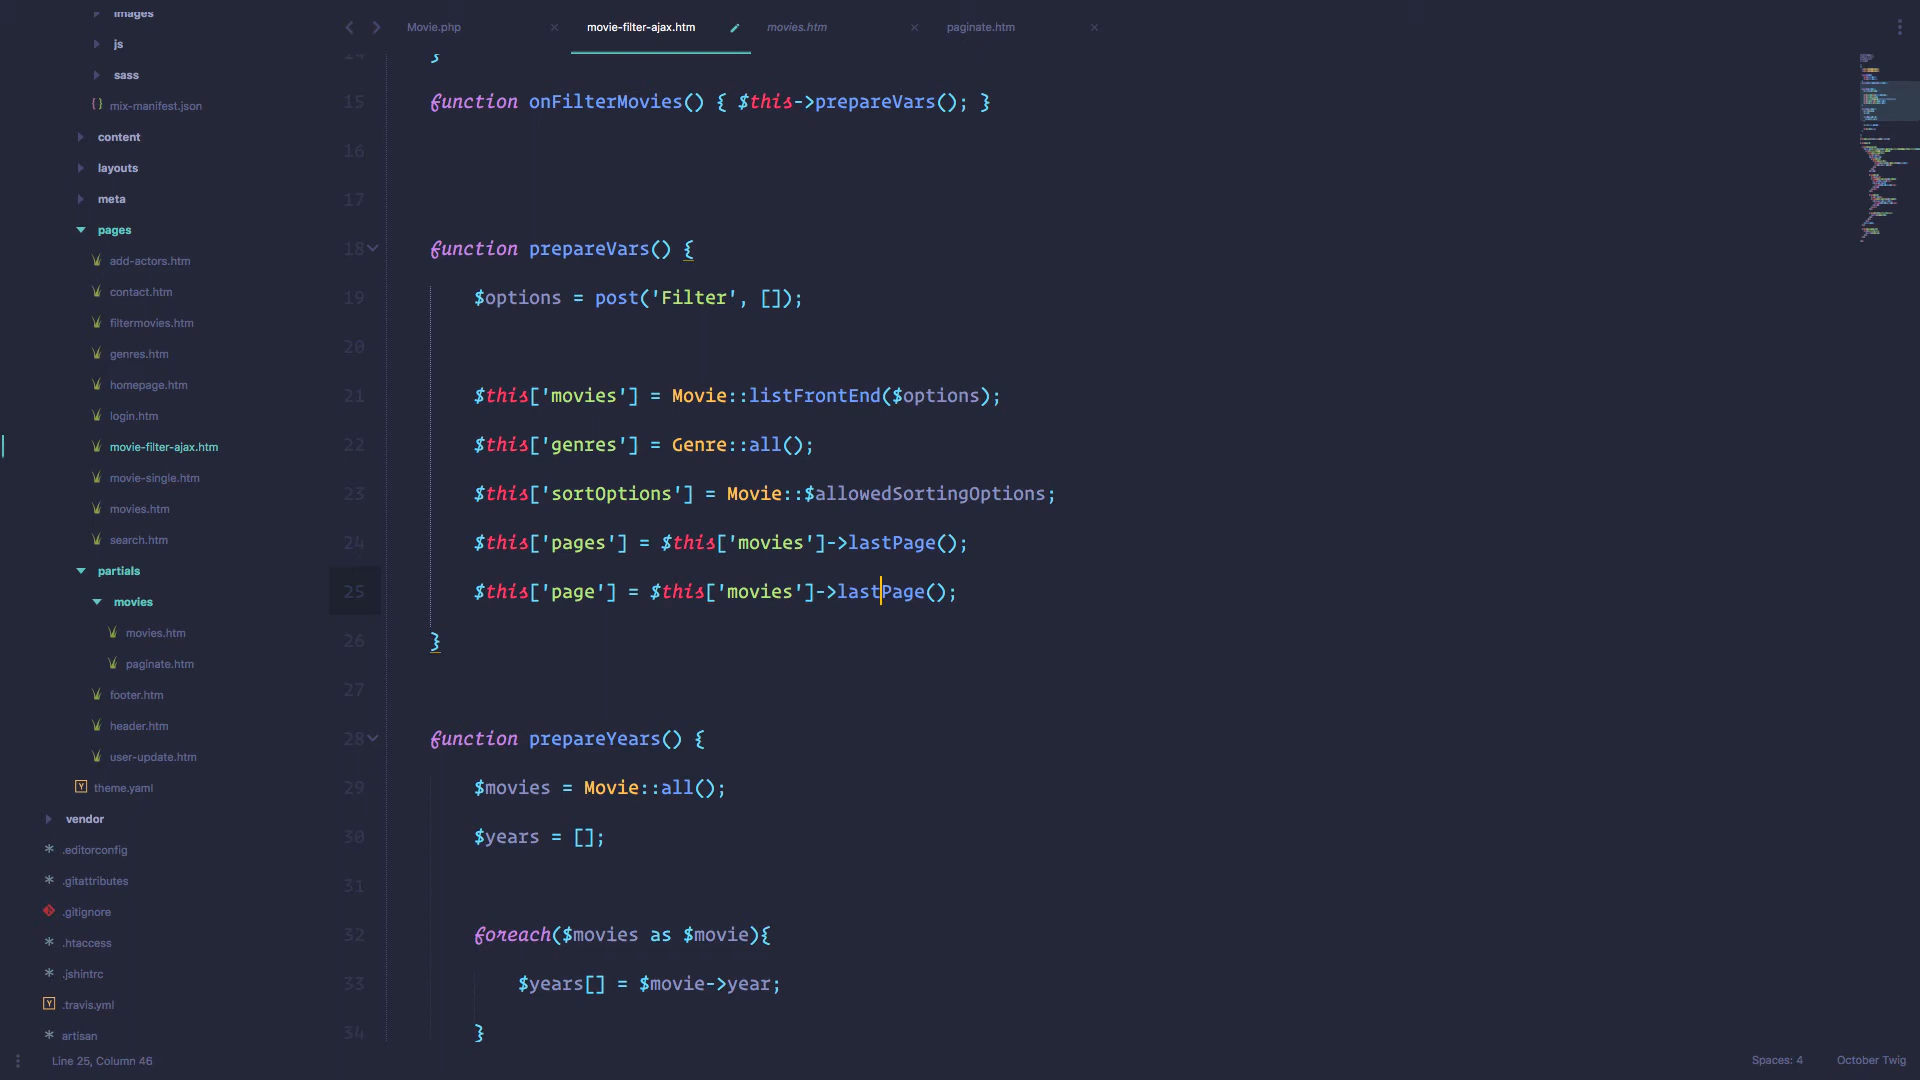 Movie.php
movie-filter-ajax.htm
movies.htm
paginate.htm
images
js
sass
mix-manifest.json
content
layouts
meta
pages
add-actors.htm
contact.htm
filtermovies.htm
genres.htm
homepage.htm
login.htm
movie-filter-ajax.htm
movie-single.htm
movies.htm
search.htm
partials
movies
movies.htm
paginate.htm
footer.htm
header.htm
user-update.htm
theme.yaml
vendor
.editorconfig
.gitattributes
.gitignore
.htaccess
.jshintrc
.travis.yml
artisan
14 }
15 function onFilterMovies() { $this->prepareVars(); }
16
17
18 function prepareVars() {
19 $options = post('Filter', []);
20
21 $this['movies'] = Movie::listFrontEnd($options);
22 $this['genres'] = Genre::all();
23 $this['sortOptions'] = Movie::$allowedSortingOptions;
24 $this['pages'] = $this['movies']->lastPage();
25 $this['page'] = $this['movies']->lastPage();
26 }
27
28 function prepareYears() {
29 $movies = Movie::all();
30 $years = [];
31
32 foreach($movies as $movie){
33 $years[] = $movie->year;
34 }
Line 25, Column 46
Spaces: 4
October Twig